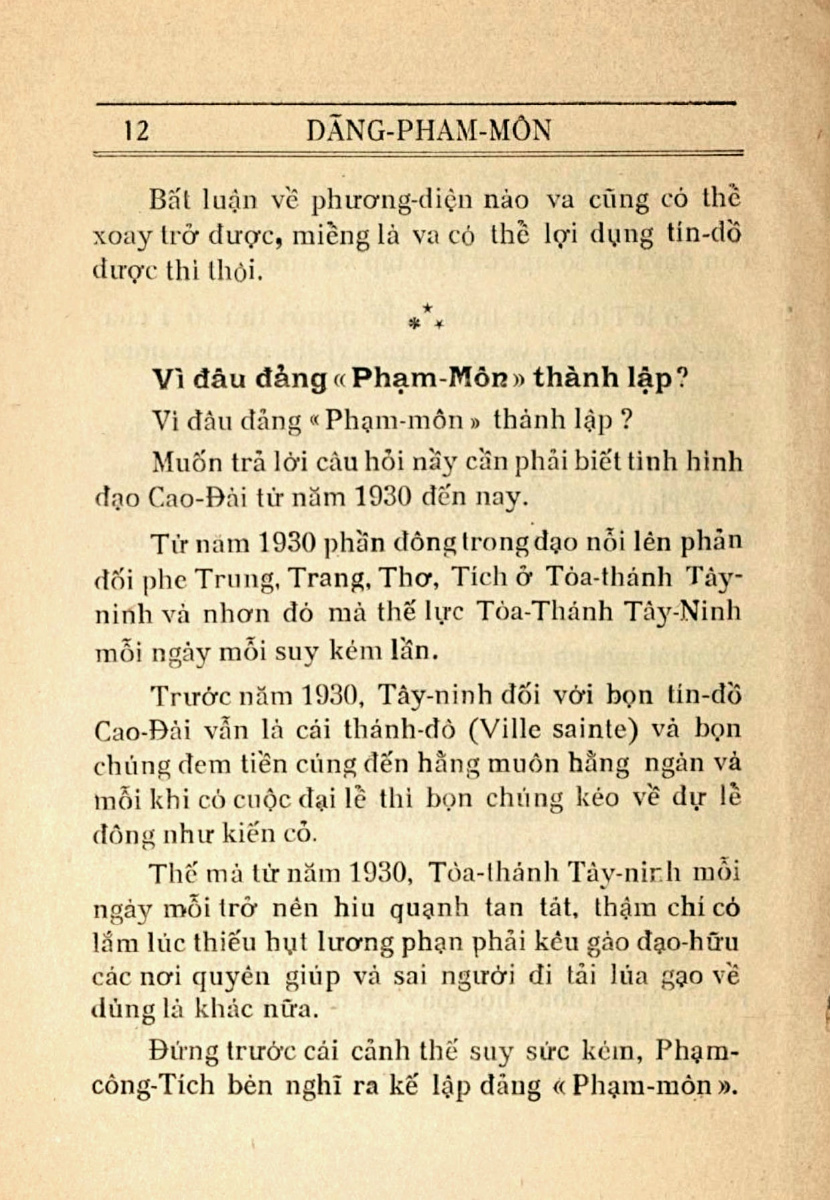 12 DÃNG-PHAM-MÔN
Bất luận về phương-diện nào va cũng có thể
xoay trở được, miềng là va có thể lợi dụng tín-đồ
được thì thôi.
***
Vì đâu đảng « Phạm-Môn » thành lập ?
Vì đâu đảng « Phạm-môn » thành lập ?
Muốn trả lời câu hỏi nầy cần phải biết tình hình
đạo Cao-Đài từ năm 1930 đến nay.
Từ năm 1930 phần đông trong đạo nỗi lên phản
đối phe Trung, Trang, Thơ, Tích ở Tòa-thánh Tây-
ninh và nhơn đó mà thế lực Tòa-Thánh Tây-Ninh
mỗi ngày mỗi suy kém lần.
Trước năm 1930, Tây-ninh đối với bọn tín-đồ
Cao-Đài vẫn là cái thánh-đô (Ville sainte) và bọn
chúng đem tiền cúng đến hằng muôn hằng ngàn và
mỗi khi có cuộc đại lễ thì bọn chúng kéo về dự lễ
đông như kiến cỏ.
Thế mà từ năm 1930, Tòa-thánh Tây-ninh mỗi
ngày mỗi trở nên hiu quạnh tan tát, thậm chí có
lắm lúc thiếu hụt lương phạn phải kêu gào đạo-hữu
các nơi quyên giúp và sai người đi tải lúa gạo về
dùng là khác nữa.
Đứng trước cái cảnh thế suy sức kém, Phạm-
công-Tích bèn nghĩ ra kế lập đảng « Phạm-môn ».